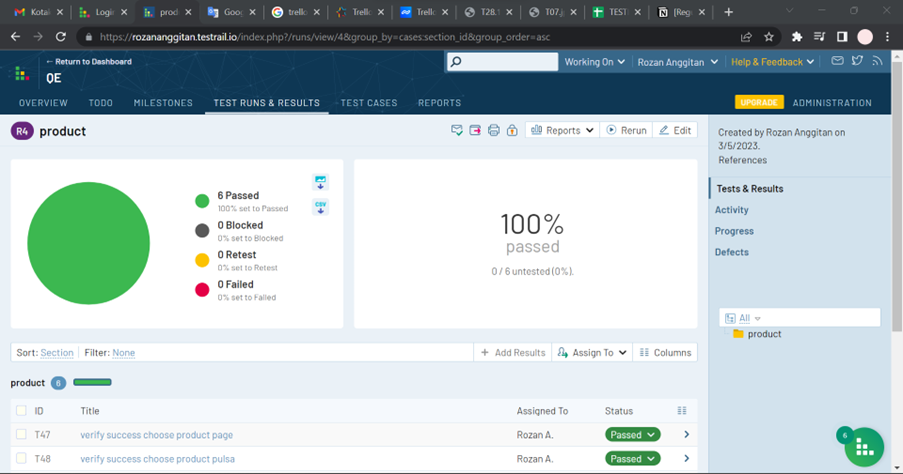 Kotak
Login
prod
Goog
trello
Trello
Trello
T28.1
T07.j
TEST
[Reg
https://rozananggitan.testrail.io/index.php?/runs/view/4&group_by=cases:section_id&group_order=asc
← Return to Dashboard
QE
Working On
Rozan Anggitan
Help & Feedback
OVERVIEW
TODO
MILESTONES
TEST RUNS & RESULTS
TEST CASES
REPORTS
UPGRADE
ADMINISTRATION
R4 product
Reports
Rerun
Edit
6 Passed
100% set to Passed
0 Blocked
0% set to Blocked
0 Retest
0% set to Retest
0 Failed
0% set to Failed
CSV
100%
passed
0 / 6 untested (0%).
Created by Rozan Anggitan on
3/5/2023.
References
Tests & Results
Activity
Progress
Defects
All
product
Sort: Section
Filter: None
Add Results
Assign To
Columns
product 6
ID Title Assigned To Status
T47 verify success choose product page Rozan A. Passed
T48 verify success choose product pulsa Rozan A. Passed
6